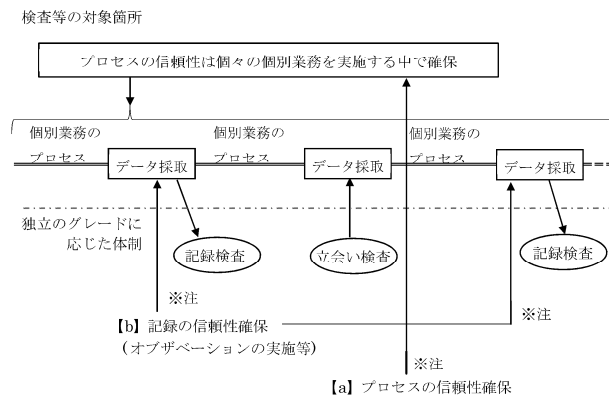 検査等の対象箇所
プロセスの信頼性は個々の個別業務を実施する中で確保
個別業務の
プロセス
個別業務の
プロセス
個別業務の
プロセス
データ採取
データ採取
データ採取
独立のグレードに
応じた体制
記録検査
立会い検査
記録検査
※注
※注
【b】記録の信頼性確保
(オブザベーションの実施等)
※注
【a】プロセスの信頼性確保